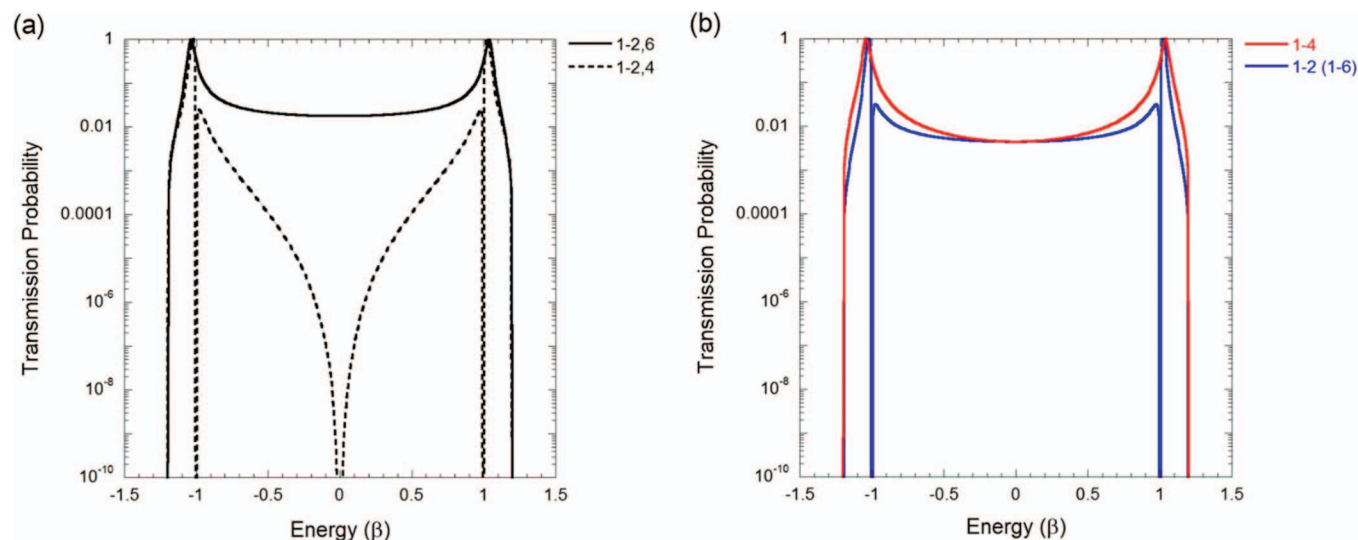 (a)
1-2,6
1-2,4
1
0.01
0.0001
10-6
10-8
10-10
Transmission Probability
-1.5 -1 -0.5 0 0.5 1 1.5
Energy (β)
(b)
1-4
1-2 (1-6)
1
0.01
0.0001
10-6
10-8
10-10
Transmission Probability
-1.5 -1 -0.5 0 0.5 1 1.5
Energy (β)